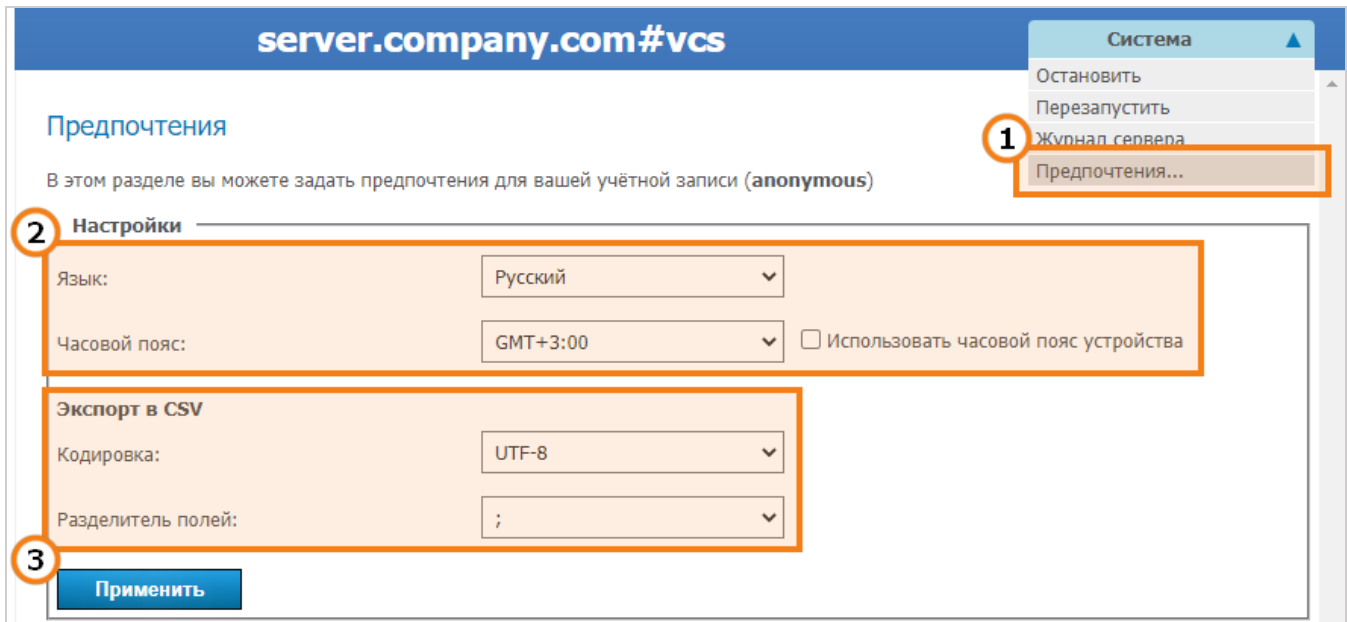 server.company.com#vcs
Система
Остановить
Перезапустить
Журнал сервера
1
Предпочтения...
Предпочтения
В этом разделе вы можете задать предпочтения для вашей учётной записи (anonymous)
2
Настройки
Язык: Русский
Часовой пояс: GMT+3:00 Использовать часовой пояс устройства
Экспорт в CSV
Кодировка: UTF-8
Разделитель полей: ;
3
Применить